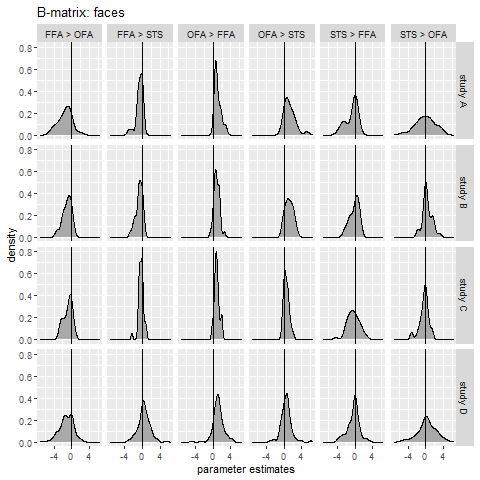 B-matrix: faces
FFA > OFA FFA > STS OFA > FFA OFA > STS STS > FFA STS > OFA
0.8
0.6
0.4
0.2
0.0
study A
0.8
0.6
0.4
0.2
0.0
study B
density
0.8
0.6
0.4
0.2
0.0
study C
0.8
0.6
0.4
0.2
0.0
study D
-4 0 4 -4 0 4 -4 0 4 -4 0 4 -4 0 4 -4 0 4
parameter estimates